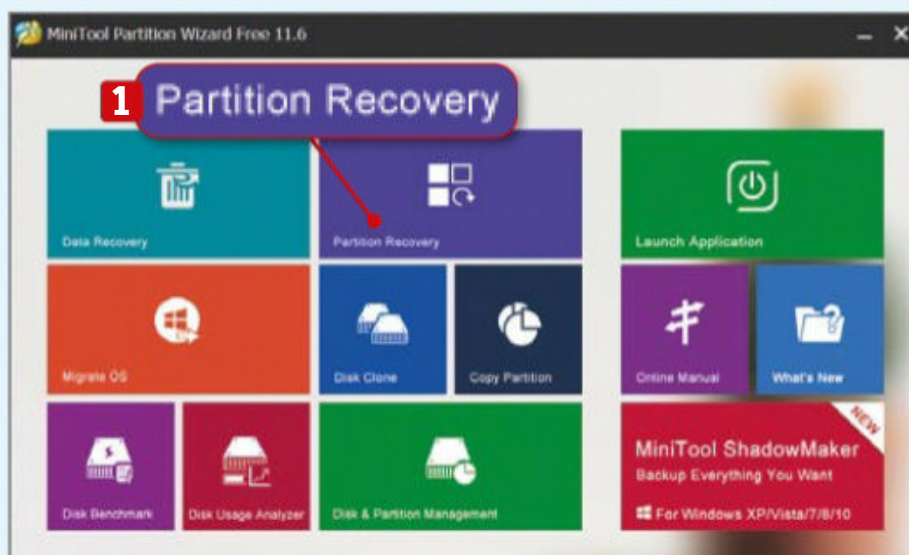 MiniTool Partition Wizard Free 11.6
1 Partition Recovery
Data Recovery
Partition Recovery
Launch Application
Migrate OS
Disk Clone
Copy Partition
Online Manual
What's New
Disk Benchmark
Disk Usage Analyzer
Disk & Partition Management
NEW
MiniTool ShadowMaker
Backup Everything You Want
For Windows XP/Vista/7/8/10